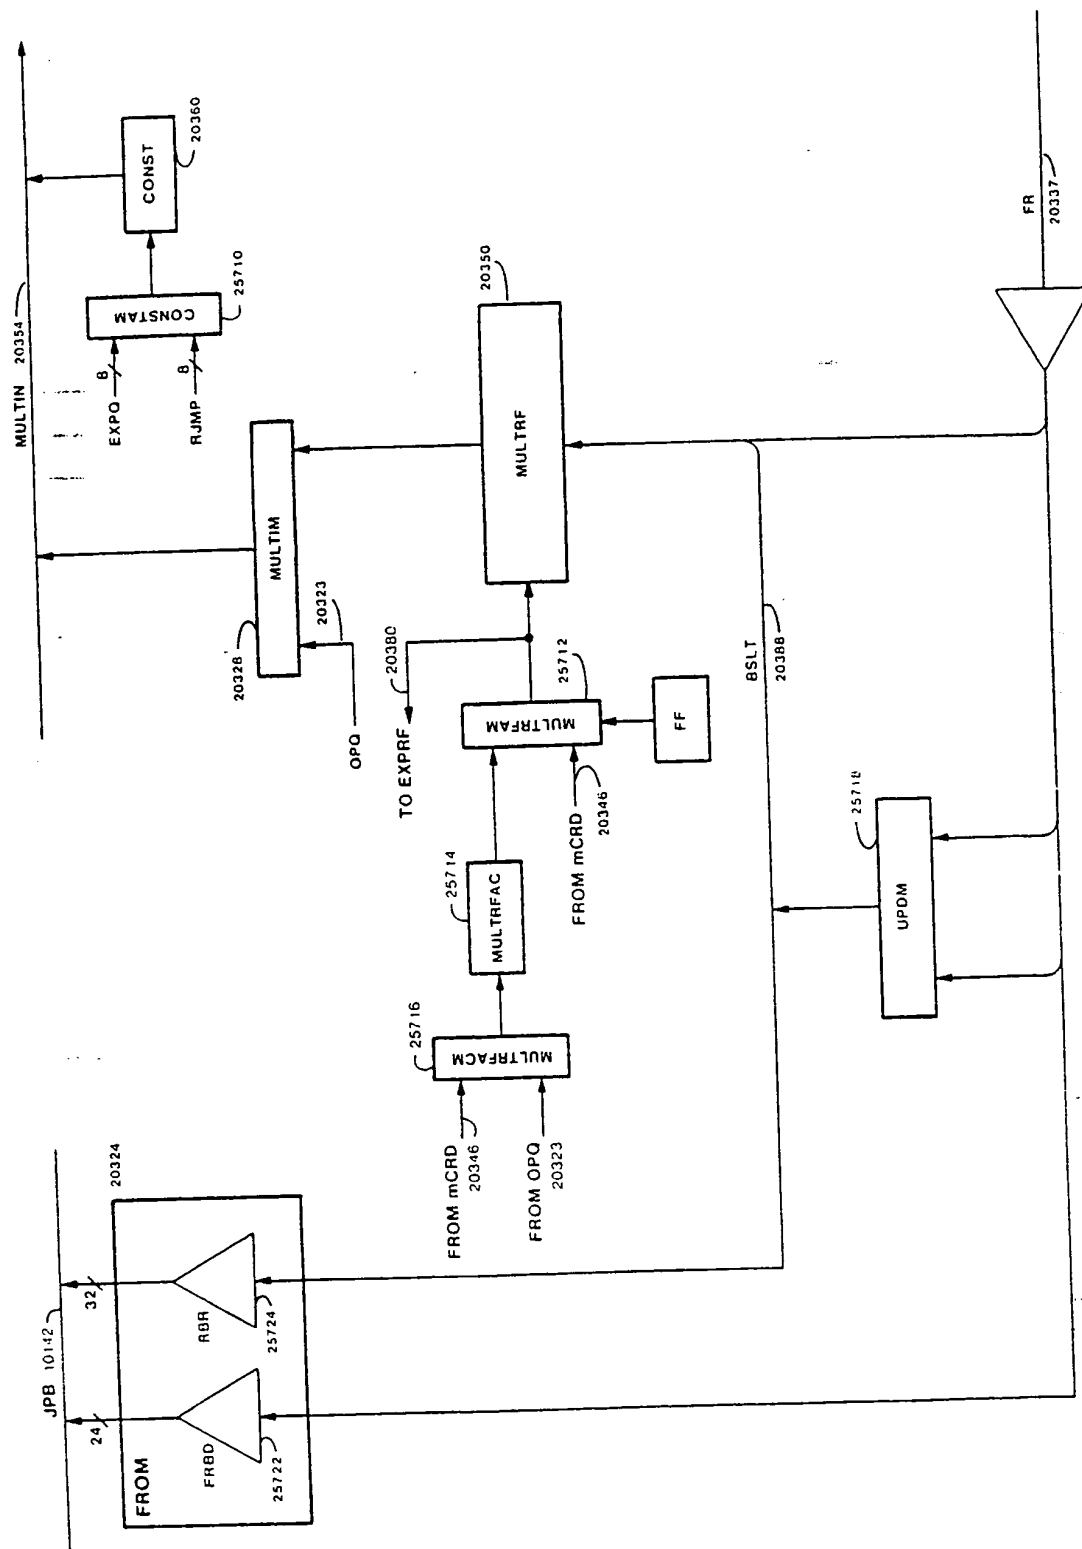 JPB 10142
24
32
FROM
FRBD
25722
RBR
25724
20324
FROM mCRD
20346
FROM OPQ
20323
MULTRFACM
25716
MULTRFAC
25714
TO EXPRF
20380
MULTRFAM
25712
FROM mCRD
20346
FF
OPQ
20323
MULTIM
20328
MULTRF
20350
MULTIN 20354
EXPQ
8
RJMP
8
CONSTAM
25710
CONST
20360
BSLT
20388
UPDM
25718
FR
20337